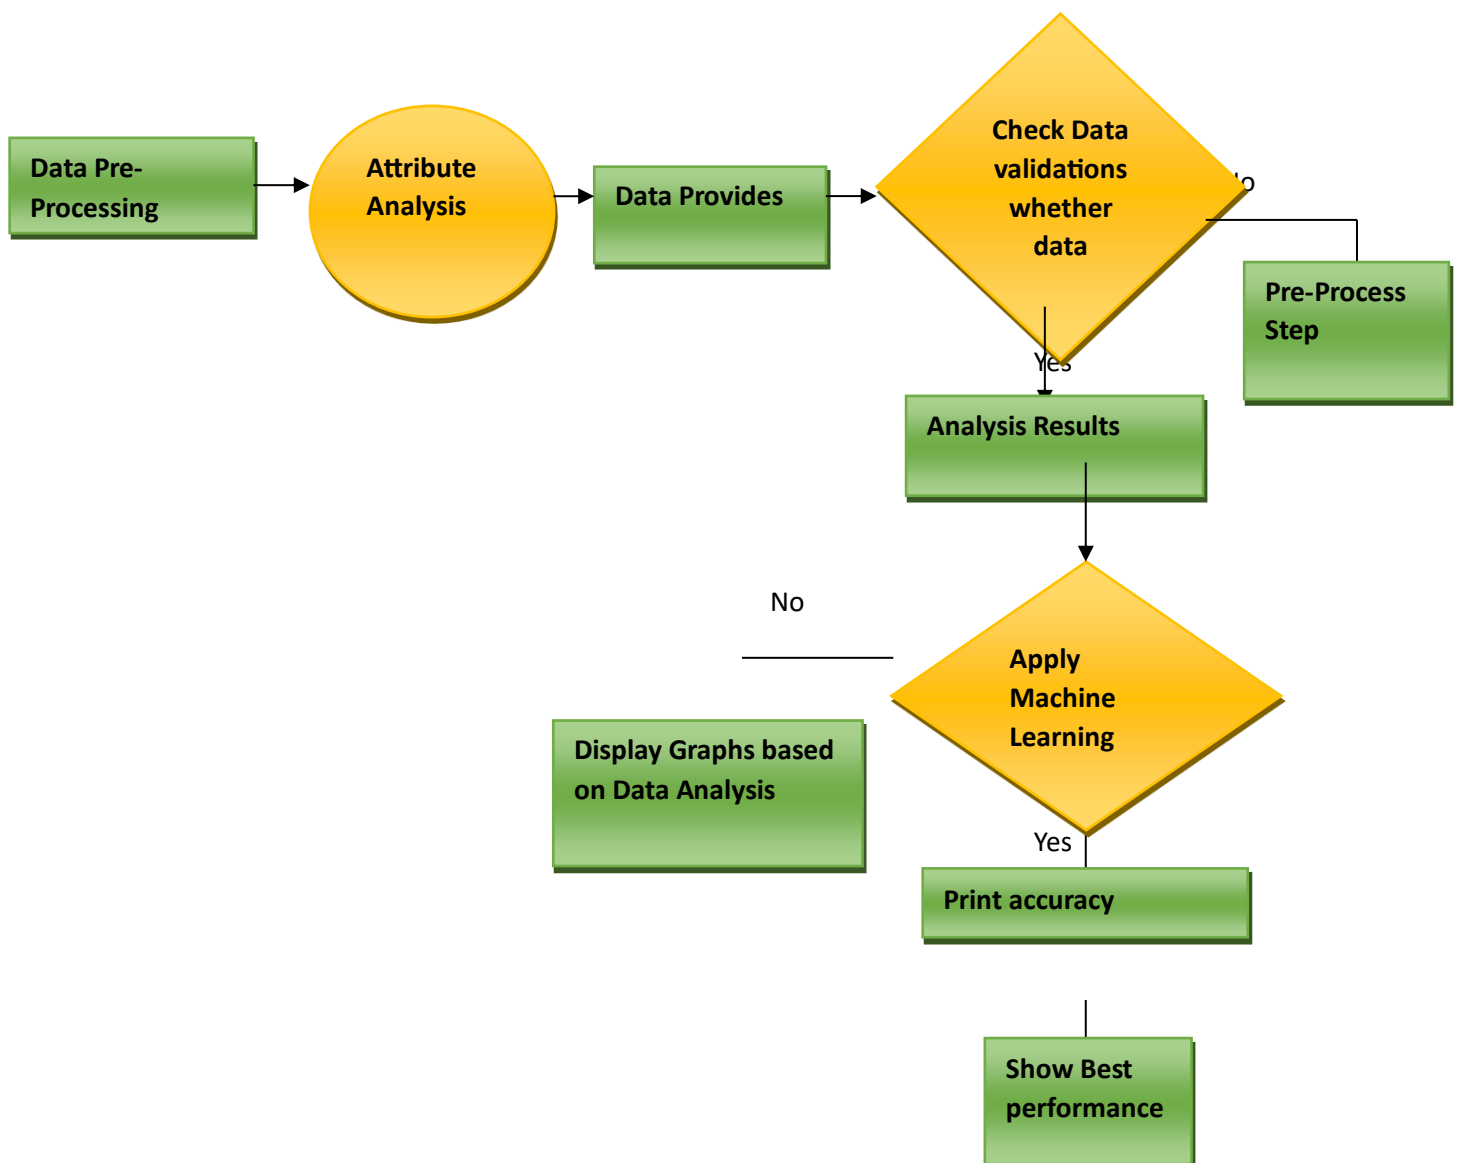 Data Pre-
Processing
Attribute
Analysis
Data Provides
Check Data
validations
whether
data
Pre-Process
Step
Yes
Analysis Results
No
Apply
Machine
Learning
Display Graphs based
on Data Analysis
Yes
Print accuracy
Show Best
performance